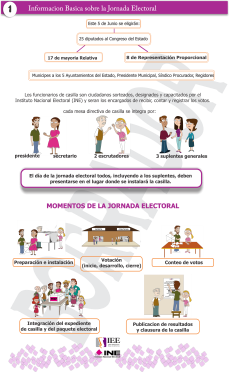 1 Informacion Basica sobre la Jornada Electoral
Este 5 de Junio se eligirán
25 diputados al Congreso del Estado
17 de mayoria Relativa
8 de Representación Proporcional
Municipios a los 5 Ayuntamientos del Estado, Presidente Municipal, Síndico Procurador, Regidores
Los funcionarios de casilla son ciudadanos sorteados, designados y capacitados por el
Instituto Nacional Electoral (INE) y seran los encargados de recibir, contar y registrar los votos.
cada mesa directiva de casilla se integra por:
presidente
secretario
2 escrutadores
3 suplentes generales
El día de la jornada electoral todos, incluyendo a los suplentes, deben
presentarse en el lugar donde se instalará la casilla.
MOMENTOS DE LA JORNADA ELECTORAL
Preparación e instalación
Votación
(inicio, desarrollo, cierre)
Conteo de votos
Integración del expediente
de casilla y del paquete electoral
Publicación de resultados
y clausura de la casilla
IEE
INE